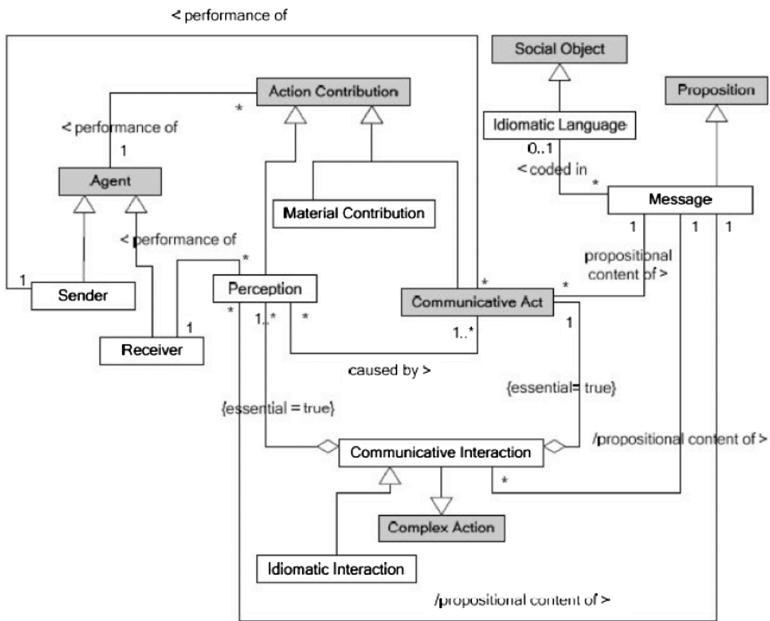 < performance of
Social Object
Action Contribution
Proposition
*
Idiomatic Language
< performance of
0..1
1
< coded in
Agent
*
Message
Material Contribution
1
1
1
< performance of
propositional
content of >
*
*
*
1
Perception
Sender
Communicative Act
*
1..*
*
1..*
1
1
Receiver
caused by >
{essential = true}
{essential = true}
/propositional content of >
Communicative Interaction
*
Complex Action
Idiomatic Interaction
/propositional content of >